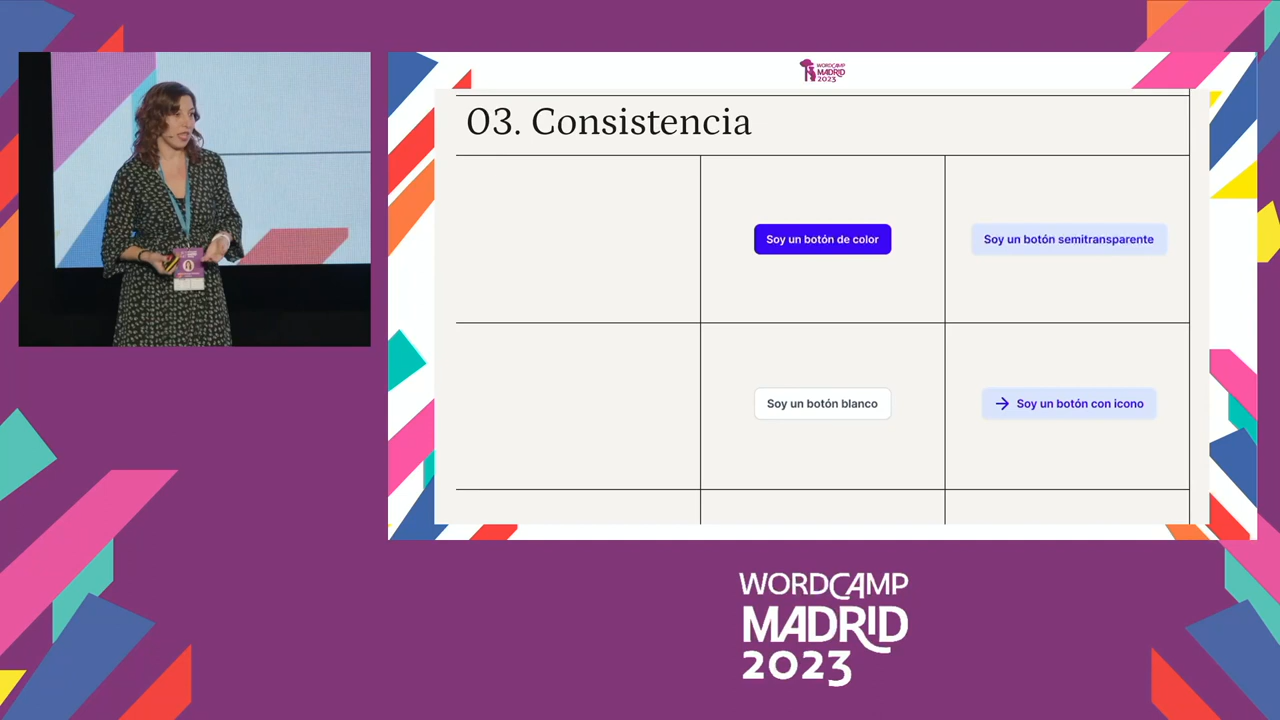 WORDCAMP
MADRID
2023
03. Consistencia
Soy un botón de color
Soy un botón semitransparente
Soy un botón blanco
Soy un botón con icono
WORDCAMP
MADRID
2023